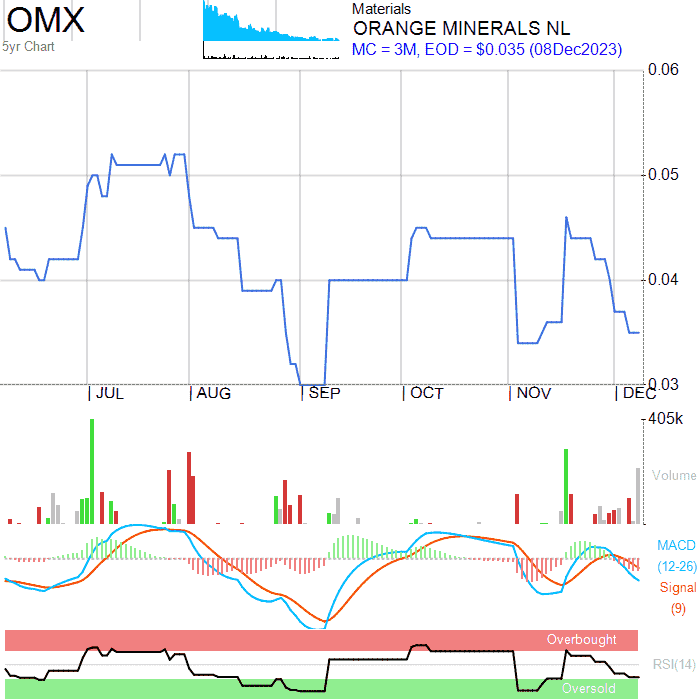 OMX
5yr Chart
Materials
ORANGE MINERALS NL
MC = 3M, EOD = $0.035 (08Dec2023)
0.06
0.05
0.04
0.03
JUL AUG SEP OCT NOV DEC
405k
Volume
MACD
(12-26)
Signal
(9)
Overbought
RSI(14)
Oversold